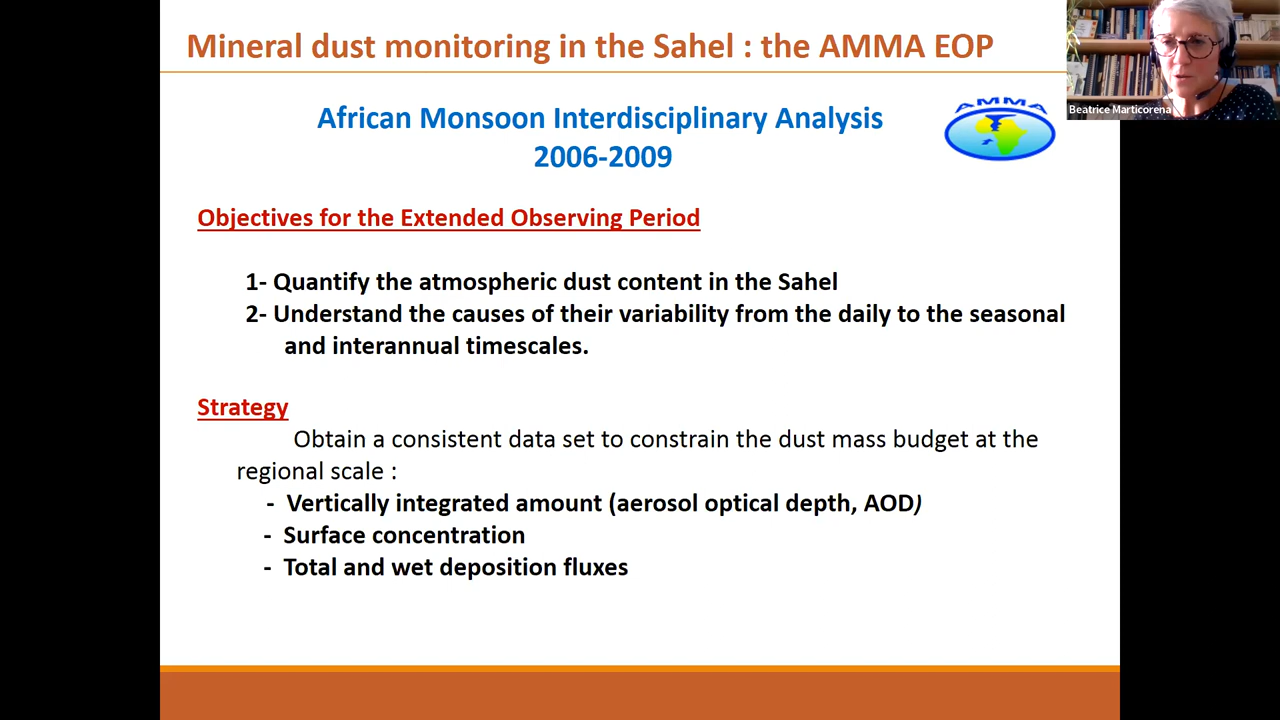 Mineral dust monitoring in the Sahel : the AMMA EOP
African Monsoon Interdisciplinary Analysis
2006-2009
AMMA
Beatrice Marticorena
Objectives for the Extended Observing Period
1- Quantify the atmospheric dust content in the Sahel
2- Understand the causes of their variability from the daily to the seasonal
and interannual timescales.
Strategy
Obtain a consistent data set to constrain the dust mass budget at the
regional scale :
- Vertically integrated amount (aerosol optical depth, AOD)
- Surface concentration
- Total and wet deposition fluxes